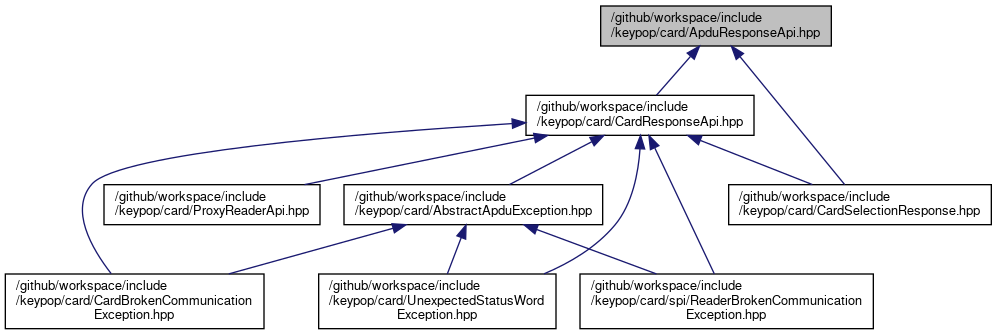 /github/workspace/include
/keypop/card/ApduResponseApi.hpp
/github/workspace/include
/keypop/card/CardResponseApi.hpp
/github/workspace/include
/keypop/card/ProxyReaderApi.hpp
/github/workspace/include
/keypop/card/AbstractApduException.hpp
/github/workspace/include
/keypop/card/CardSelectionResponse.hpp
/github/workspace/include
/keypop/card/CardBrokenCommunication
Exception.hpp
/github/workspace/include
/keypop/card/UnexpectedStatusWord
Exception.hpp
/github/workspace/include
/keypop/card/spi/ReaderBrokenCommunication
Exception.hpp